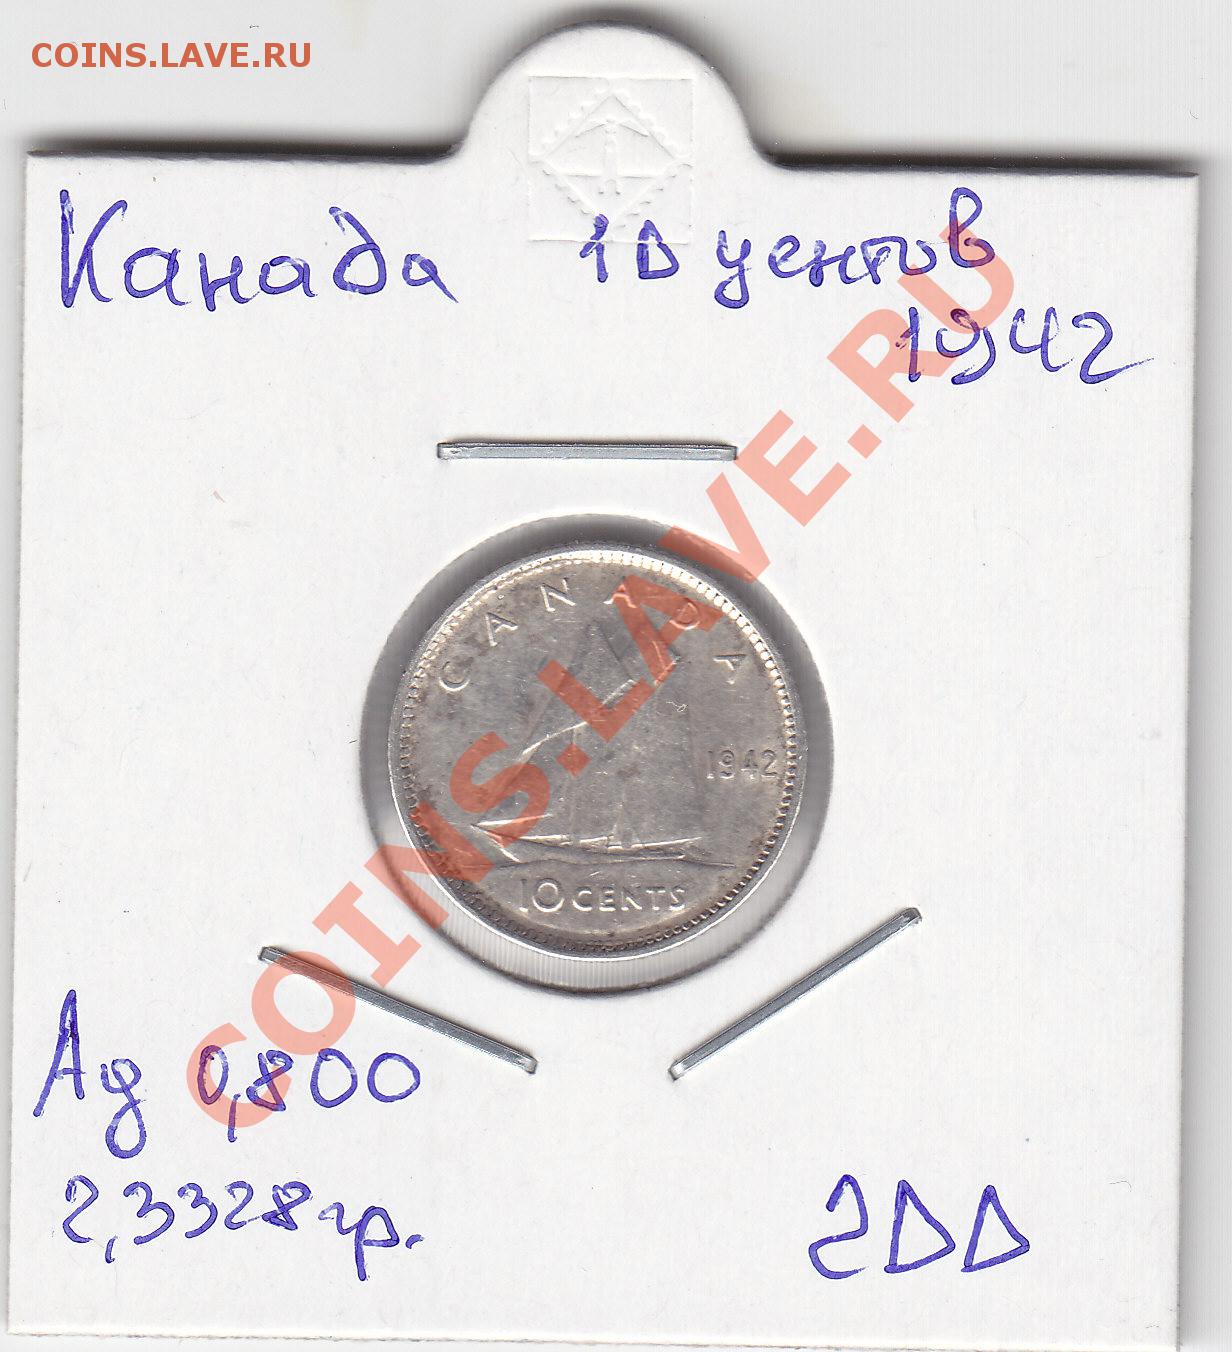 COINS.LAVE.RU
Канада 10 центов
1942
COINS.LAVE.RU
CANADA
1942
10 CENTS
Ag 0,800
2,3328 гр.
200